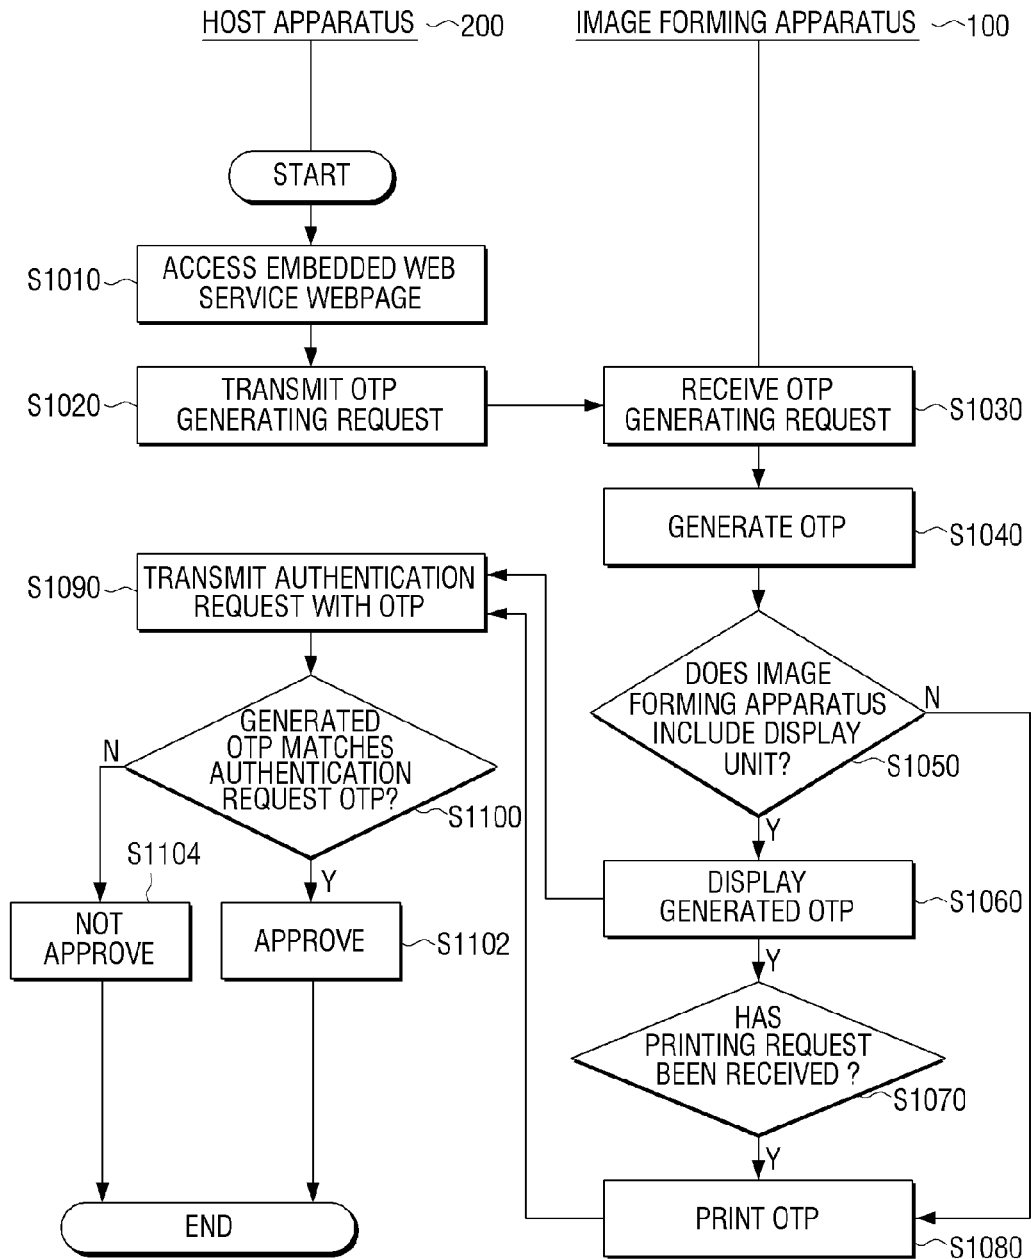 HOST APPARATUS 200
IMAGE FORMING APPARATUS 100
START
S1010
ACCESS EMBEDDED WEB
SERVICE WEBPAGE
S1020
TRANSMIT OTP
GENERATING REQUEST
RECEIVE OTP
GENERATING REQUEST
S1030
GENERATE OTP
S1040
S1090
TRANSMIT AUTHENTICATION
REQUEST WITH OTP
DOES IMAGE
FORMING APPARATUS
INCLUDE DISPLAY
UNIT?
N
S1050
Y
GENERATED
OTP MATCHES
AUTHENTICATION
REQUEST OTP?
N
S1100
Y
S1104
NOT
APPROVE
APPROVE
S1102
DISPLAY
GENERATED OTP
S1060
Y
HAS
PRINTING REQUEST
BEEN RECEIVED ?
S1070
Y
PRINT OTP
S1080
END